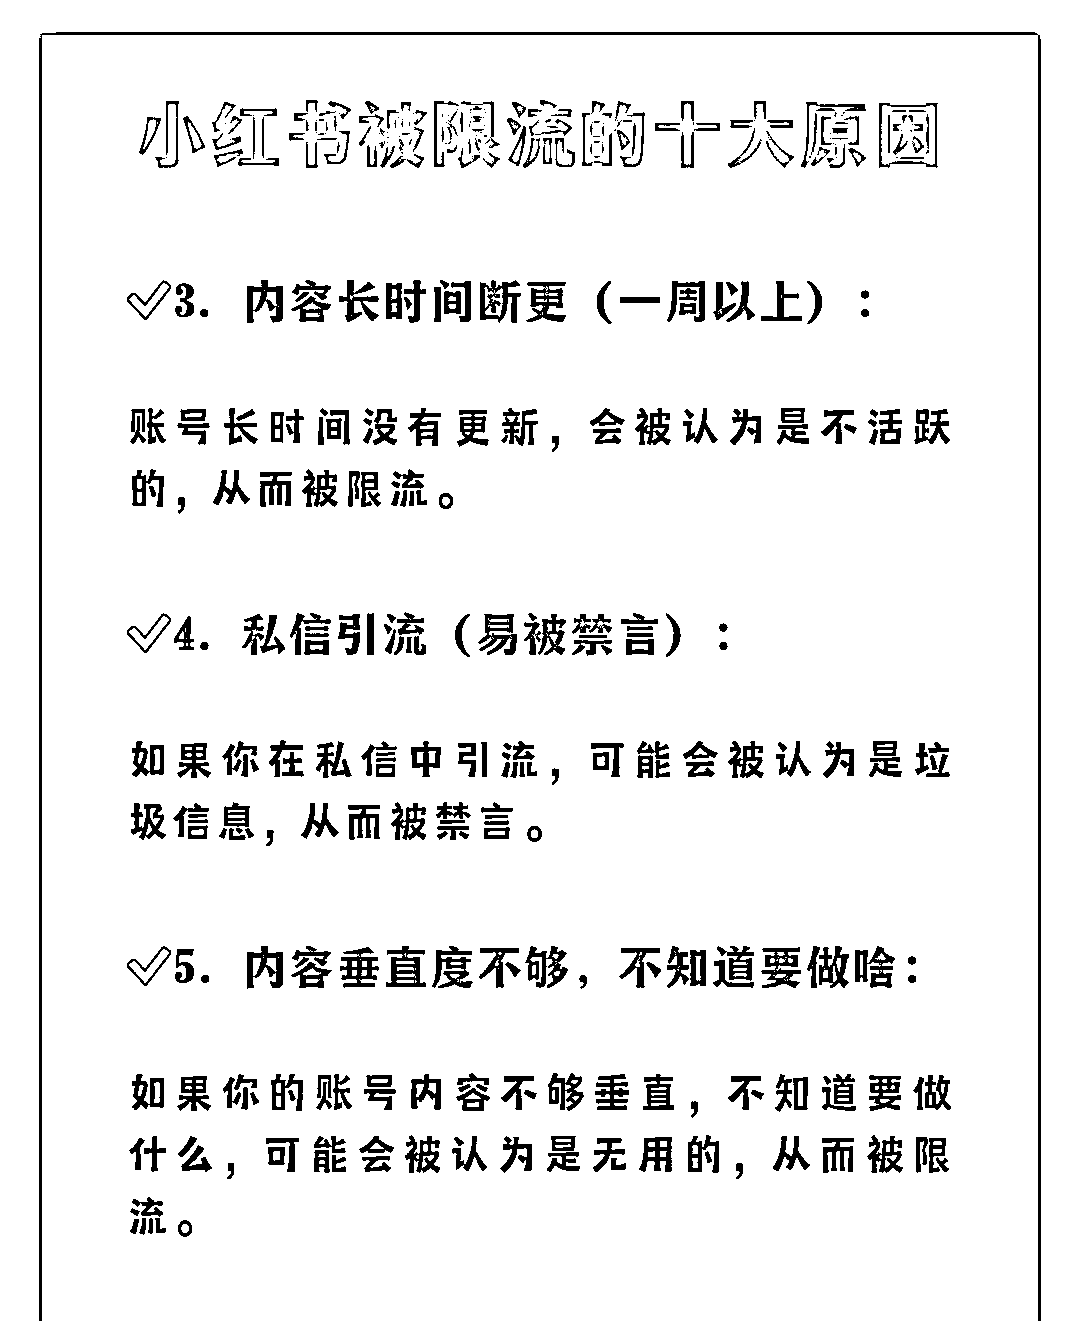 小红书被限流的十大原因
✓3. 内容长时间断更（一周以上）：
账号长时间没有更新，会被认为是不活跃
的，从而被限流。
✓4. 私信引流（易被禁言）：
如果你在私信中引流，可能会被认为是垃
圾信息，从而被禁言。
✓5. 内容垂直度不够，不知道要做啥：
如果你的账号内容不够垂直，不知道要做
什么，可能会被认为是无用的，从而被限
流。